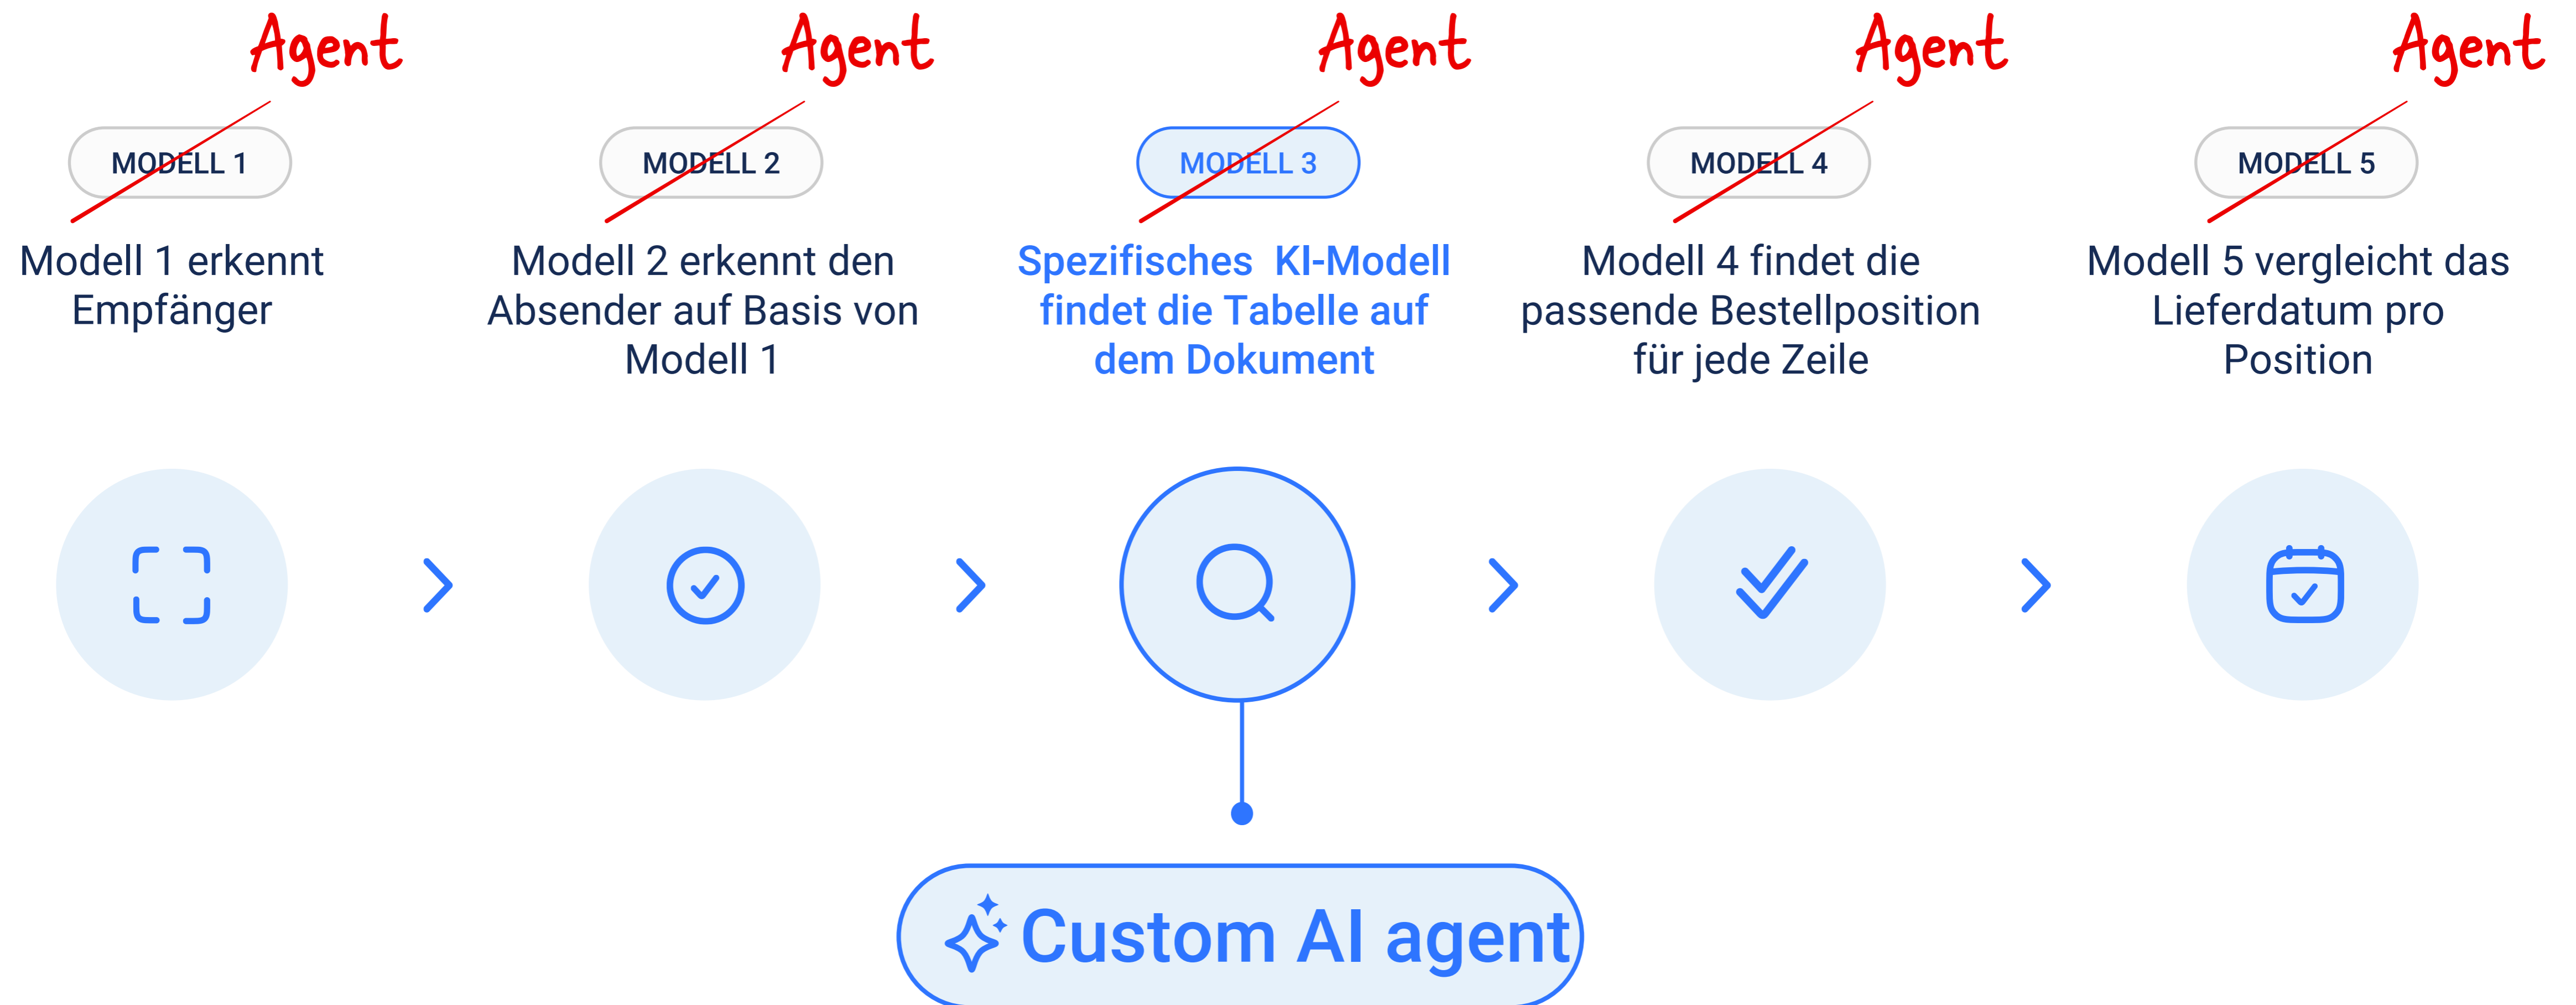 Agent
Agent
Agent
Agent
Agent
MODELL 1
MODELL 2
MODELL 3
MODELL 4
MODELL 5
Modell 1 erkennt
Empfänger
Modell 2 erkennt den
Absender auf Basis von
Modell 1
Spezifisches KI-Modell
findet die Tabelle auf
dem Dokument
Modell 4 findet die
passende Bestellposition
für jede Zeile
Modell 5 vergleicht das
Lieferdatum pro
Position
Custom AI agent